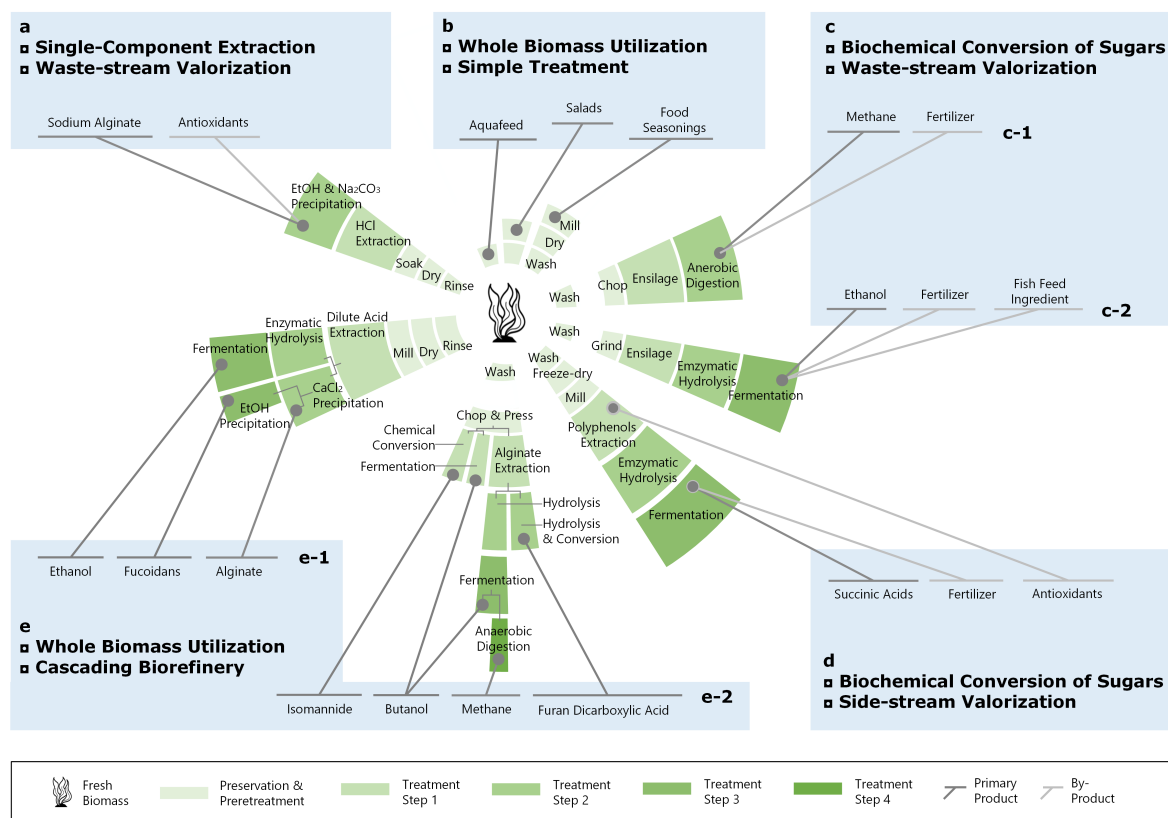 a
Single-Component Extraction
Waste-stream Valorization
Sodium Alginate
Antioxidants
b
Whole Biomass Utilization
Simple Treatment
Aquafeed
Salads
Food
Seasonings
c
Biochemical Conversion of Sugars
Waste-stream Valorization
Methane
Fertilizer
c-1
Ethanol
Fertilizer
Fish Feed
Ingredient
c-2
EtOH & Na₂CO₃
Precipitation
HCl
Extraction
Soak
Dry
Rinse
Mill
Dry
Wash
Wash
Chop
Ensilage
Anerobic
Digestion
Wash
Grind
Ensilage
Emzymatic
Hydrolysis
Fermentation
Wash
Freeze-dry
Mill
Polyphenols
Extraction
Emzymatic
Hydrolysis
Fermentation
Fermentation
Enzymatic
Hydrolysis
Dilute Acid
Extraction
Mill
Dry
Rinse
EtOH
Precipitation
CaCl₂
Precipitation
Wash
Chop & Press
Chemical
Conversion
Fermentation
Alginate
Extraction
Hydrolysis
Hydrolysis
& Conversion
Fermentation
Anaerobic
Digestion
Ethanol
Fucoidans
Alginate
e-1
e
Whole Biomass Utilization
Cascading Biorefinery
Isomannide
Butanol
Methane
Furan Dicarboxylic Acid
e-2
Succinic Acids
Fertilizer
Antioxidants
d
Biochemical Conversion of Sugars
Side-stream Valorization
Fresh
Biomass
Preservation &
Preretreatment
Treatment
Step 1
Treatment
Step 2
Treatment
Step 3
Treatment
Step 4
Primary
Product
By-
Product